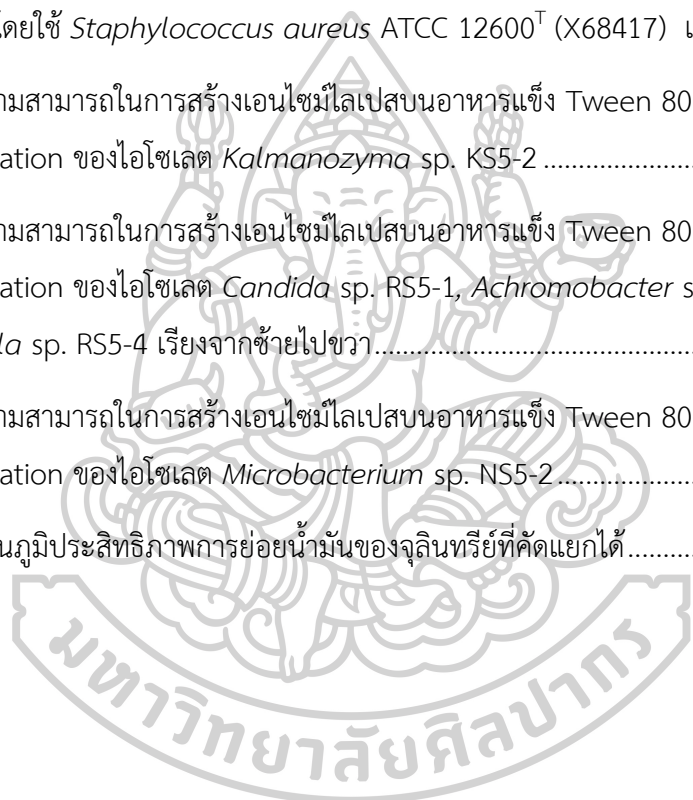 โดยใช้ Staphylococcus aureus ATCC 12600T (X68417) เ
ามสามารถในการสร้างเอนไซม์ไลเปสบนอาหารแข็ง Tween 80
ation ของไอโซเลต Kalmanozyma sp. KS5-2 ....................
ามสามารถในการสร้างเอนไซม์ไลเปสบนอาหารแข็ง Tween 80
ation ของไอโซเลต Candida sp. RS5-1, Achromobacter s
la sp. RS5-4 เรียงจากซ้ายไปขวา.............................................
ามสามารถในการสร้างเอนไซม์ไลเปสบนอาหารแข็ง Tween 80
ation ของไอโซเลต Microbacterium sp. NS5-2...................
นภูมิประสิทธิภาพการย่อยน้ำมันของจุลินทรีย์ที่คัดแยกได้..........
มหาวิทยาลัยศิลปากร